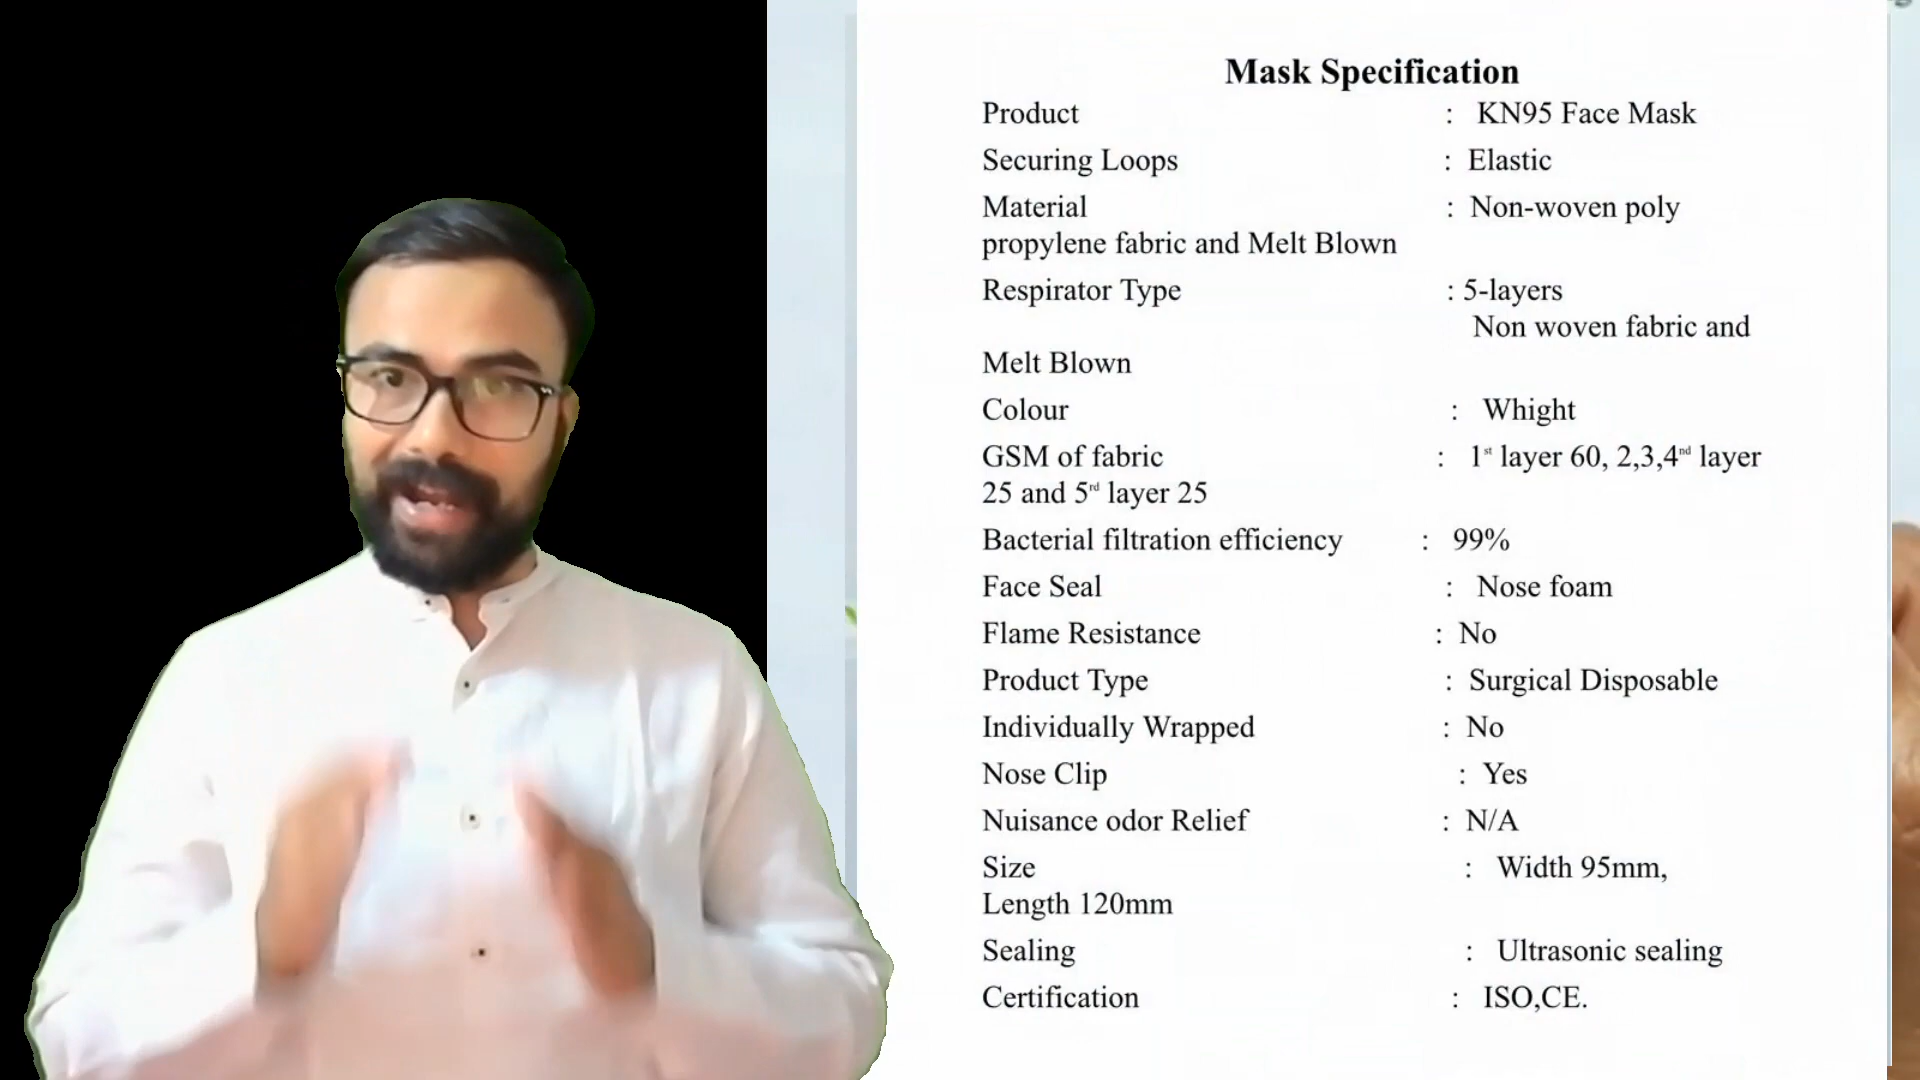 Mask Specification
Product : KN95 Face Mask
Securing Loops : Elastic
Material : Non-woven poly
propylene fabric and Melt Blown
Respirator Type : 5-layers
Non woven fabric and
Melt Blown
Colour : Whight
GSM of fabric : 1st layer 60, 2,3,4nd layer
25 and 5rd layer 25
Bacterial filtration efficiency : 99%
Face Seal : Nose foam
Flame Resistance : No
Product Type : Surgical Disposable
Individually Wrapped : No
Nose Clip : Yes
Nuisance odor Relief : N/A
Size : Width 95mm,
Length 120mm
Sealing : Ultrasonic sealing
Certification : ISO,CE.